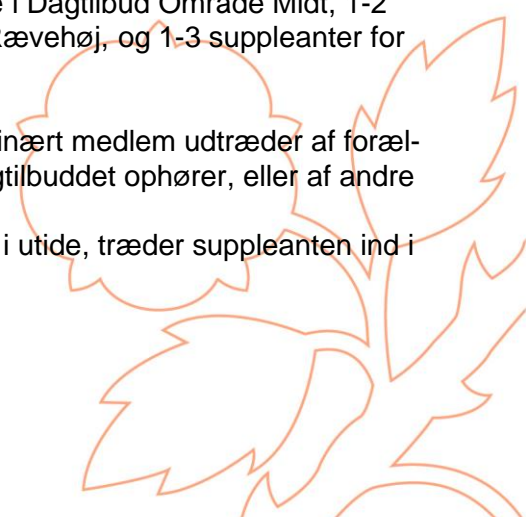 i Dagtilbud Område Midt, 1-2
Rævehøj, og 1-3 suppleanter for
inært medlem udtræder af foræl-
gtilbuddet ophører, eller af andre
i utide, træder suppleanten ind i